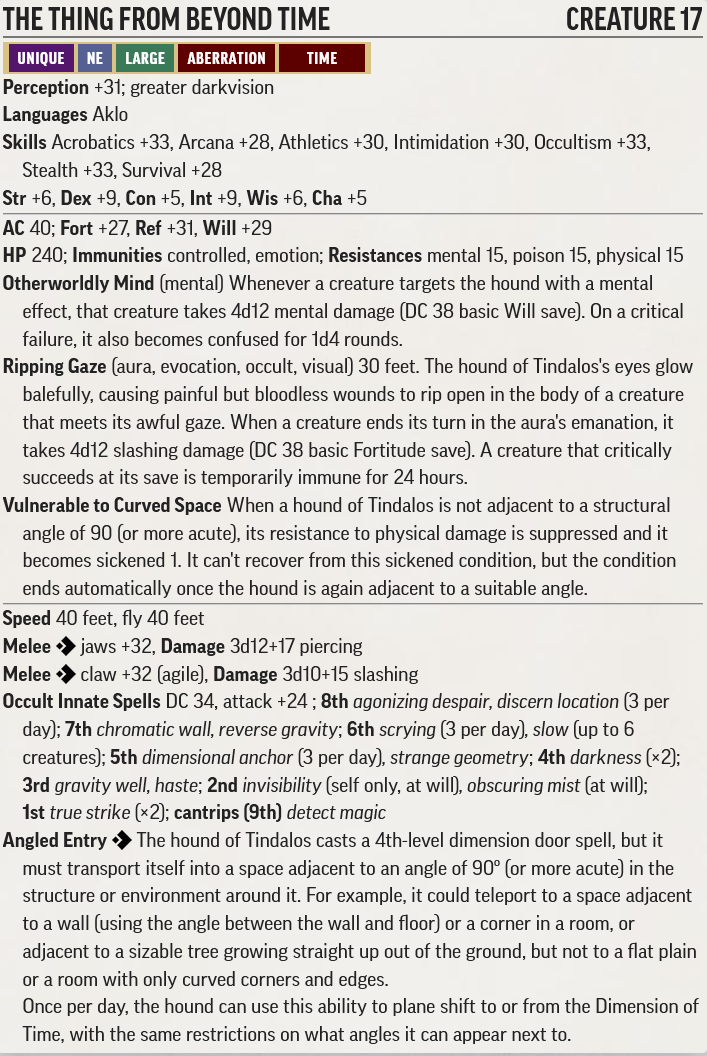 THE THING FROM BEYOND TIME CREATURE 17
UNIQUE NE LARGE ABERRATION TIME
Perception +31; greater darkvision
Languages Aklo
Skills Acrobatics +33, Arcana +28, Athletics +30, Intimidation +30, Occultism +33,
Stealth +33, Survival +28
Str +6, Dex +9, Con +5, Int +9, Wis +6, Cha +5
AC 40; Fort +27, Ref +31, Will +29
HP 240; Immunities controlled, emotion; Resistances mental 15, poison 15, physical 15
Otherworldly Mind (mental) Whenever a creature targets the hound with a mental
effect, that creature takes 4d12 mental damage (DC 38 basic Will save). On a critical
failure, it also becomes confused for 1d4 rounds.
Ripping Gaze (aura, evocation, occult, visual) 30 feet. The hound of Tindalos's eyes glow
balefully, causing painful but bloodless wounds to rip open in the body of a creature
that meets its awful gaze. When a creature ends its turn in the aura's emanation, it
takes 4d12 slashing damage (DC 38 basic Fortitude save). A creature that critically
succeeds at its save is temporarily immune for 24 hours.
Vulnerable to Curved Space When a hound of Tindalos is not adjacent to a structural
angle of 90 (or more acute), its resistance to physical damage is suppressed and it
becomes sickened 1. It can't recover from this sickened condition, but the condition
ends automatically once the hound is again adjacent to a suitable angle.
Speed 40 feet, fly 40 feet
Melee jaws +32, Damage 3d12+17 piercing
Melee claw +32 (agile), Damage 3d10+15 slashing
Occult Innate Spells DC 34, attack +24 ; 8th agonizing despair, discern location (3 per
day); 7th chromatic wall, reverse gravity; 6th scrying (3 per day), slow (up to 6
creatures); 5th dimensional anchor (3 per day), strange geometry; 4th darkness (×2);
3rd gravity well, haste; 2nd invisibility (self only, at will), obscuring mist (at will);
1st true strike (×2); cantrips (9th) detect magic
Angled Entry The hound of Tindalos casts a 4th-level dimension door spell, but it
must transport itself into a space adjacent to an angle of 90º (or more acute) in the
structure or environment around it. For example, it could teleport to a space adjacent
to a wall (using the angle between the wall and floor) or a corner in a room, or
adjacent to a sizable tree growing straight up out of the ground, but not to a flat plain
or a room with only curved corners and edges.
Once per day, the hound can use this ability to plane shift to or from the Dimension of
Time, with the same restrictions on what angles it can appear next to.